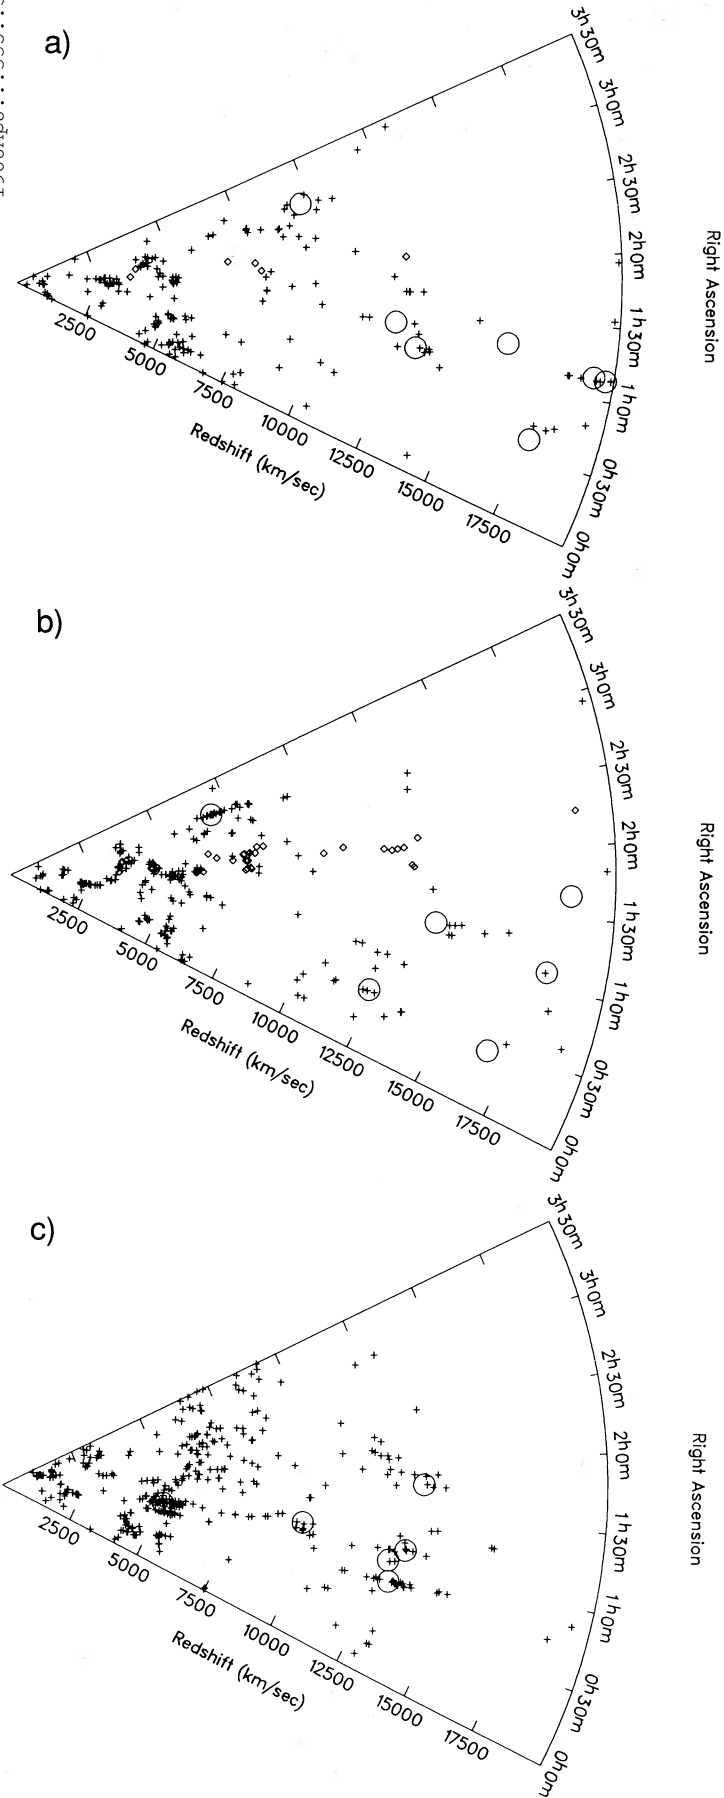 a)
3h30m
3h0m
2h30m
2h0m
1h30m
1h0m
0h30m
0h0m
Right Ascension
2500
5000
7500
10000
12500
15000
17500
Redshift (km/sec)
b)
3h30m
3h0m
2h30m
2h0m
1h30m
1h0m
0h30m
0h0m
Right Ascension
2500
5000
7500
10000
12500
15000
17500
Redshift (km/sec)
c)
3h30m
3h0m
2h30m
2h0m
1h30m
1h0m
0h30m
0h0m
Right Ascension
2500
5000
7500
10000
12500
15000
17500
Redshift (km/sec)